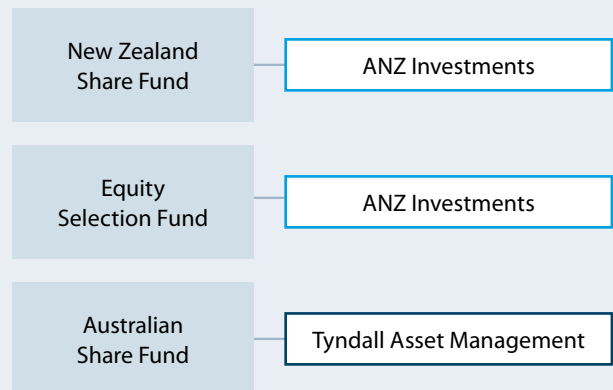 New Zealand
Share Fund
ANZ Investments
Equity
Selection Fund
ANZ Investments
Australian
Share Fund
Tyndall Asset Management